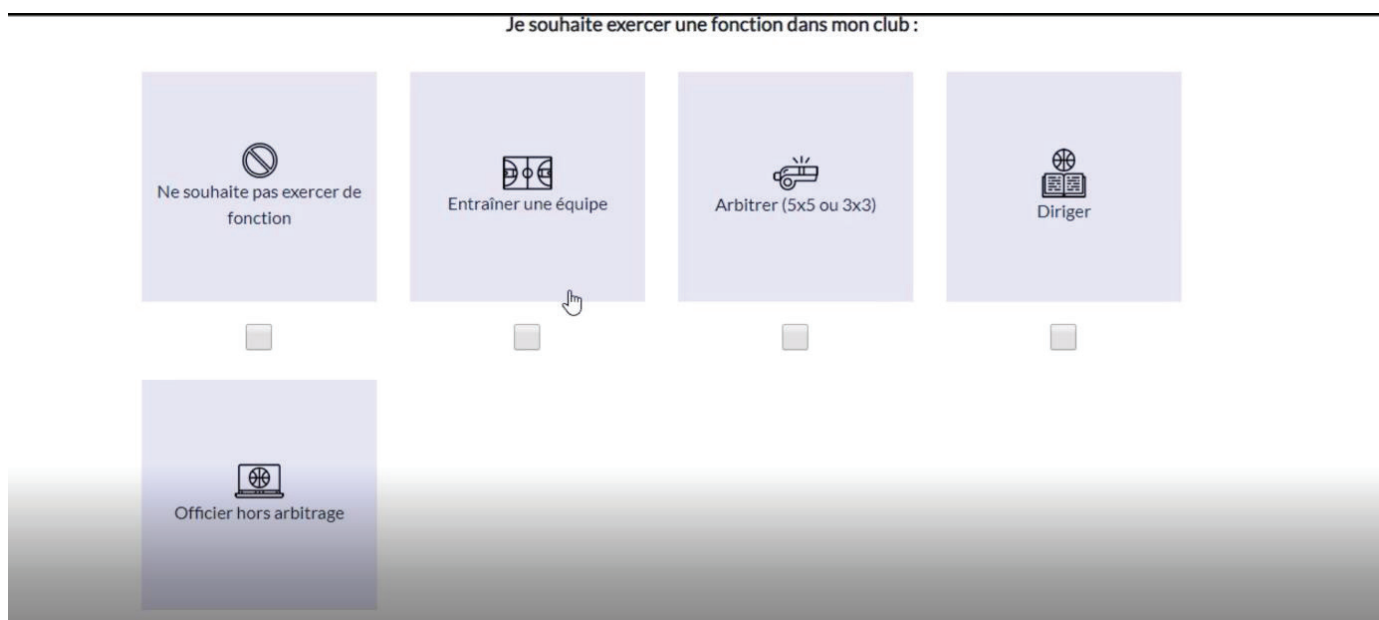 Je souhaite exercer une fonction dans mon club :
Ne souhaite pas exercer de
fonction
Entraîner une équipe
Arbitrer (5x5 ou 3x3)
Diriger
Officier hors arbitrage